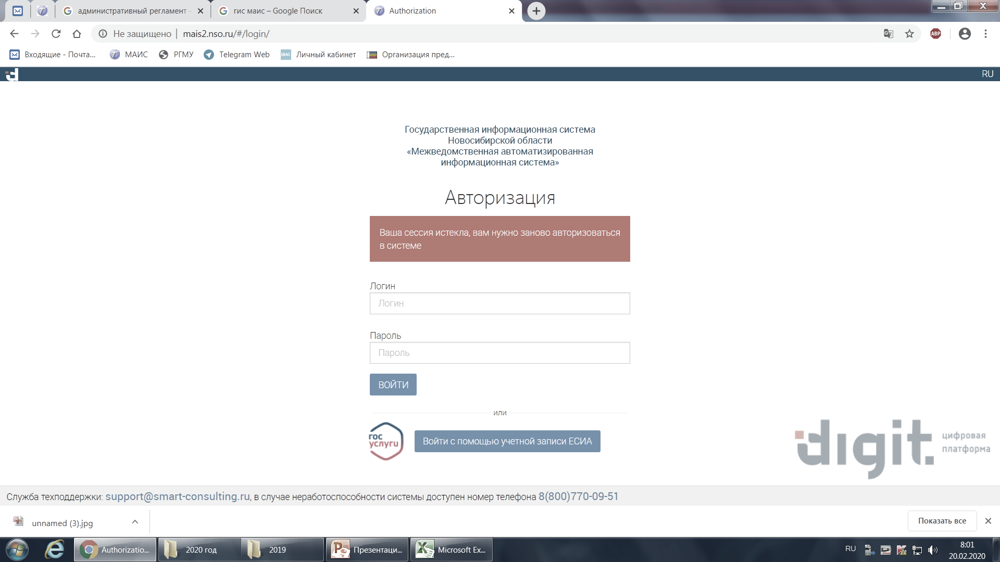 административный регламент -
гис маис – Google Поиск
Authorization
Не защищено
mais2.nso.ru/#/login/
ABP
Входящие - Почта...
МАИС
РГМУ
Telegram Web
Личный кабинет
Организация пред...
RU
Государственная информационная система
Новосибирской области
«Межведомственная автоматизированная
информационная система»
Авторизация
Ваша сессия истекла, вам нужно заново авторизоваться
в системе
Логин
Логин
Пароль
Пароль
ВОЙТИ
или
гос
услуги
Войти с помощью учетной записи ЕСИА
digit.
цифровая
платформа
Служба техподдержки: support@smart-consulting.ru, в случае неработоспособности системы доступен номер телефона 8(800)770-09-51
unnamed (3).jpg
Показать все
Authorizatio...
2020 год
2019
Презентаци...
Microsoft Ex...
RU
8:01
20.02.2020